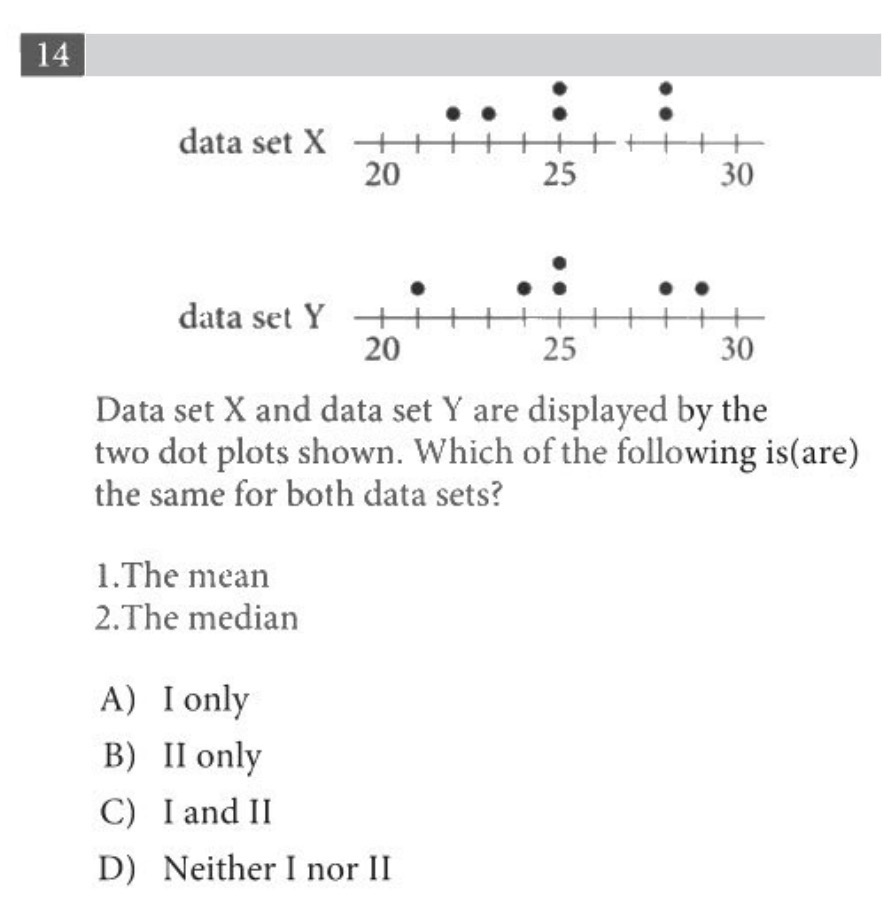 14
data set X
20 25 30
data set Y
20 25 30
Data set X and data set Y are displayed by the
two dot plots shown. Which of the following is(are)
the same for both data sets?
1.The mean
2.The median
A) I only
B) II only
C) I and II
D) Neither I nor II